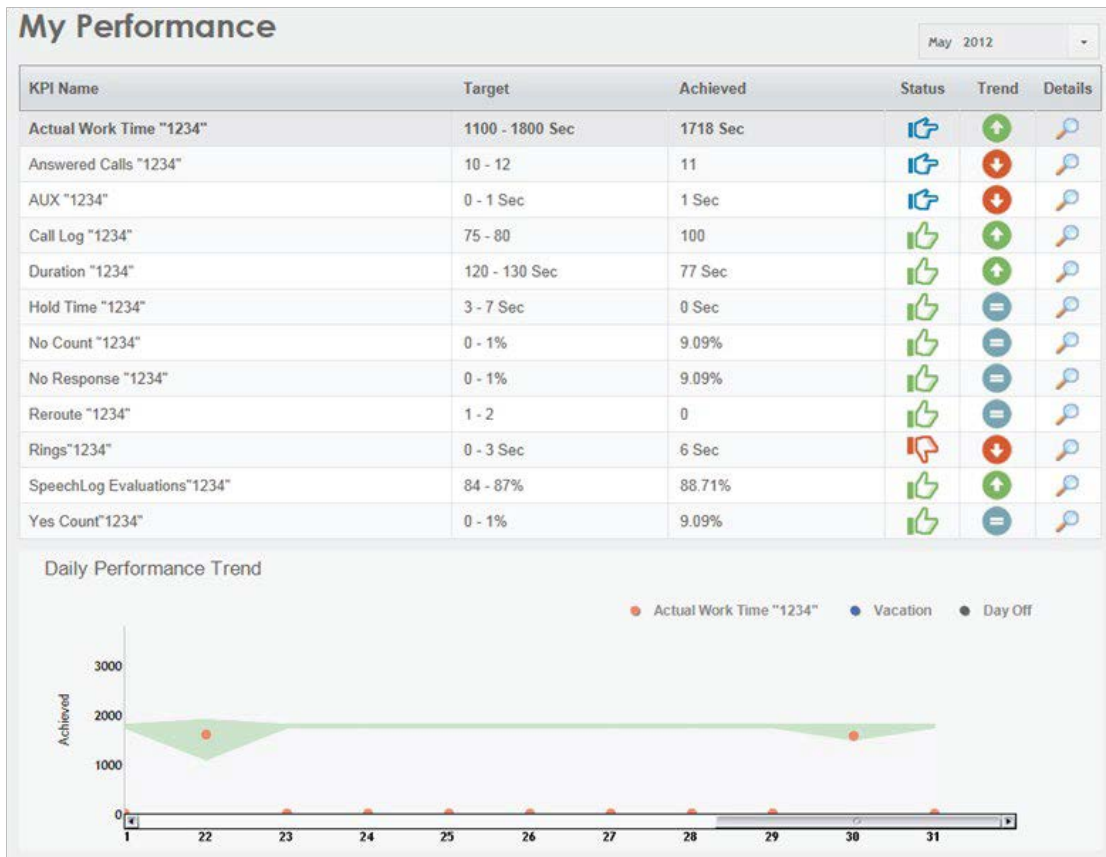 My Performance
May 2012
KPI Name Target Achieved Status Trend Details
Actual Work Time "1234" 1100 - 1800 Sec 1718 Sec
Answered Calls "1234" 10 - 12 11
AUX "1234" 0 - 1 Sec 1 Sec
Call Log "1234" 75 - 80 100
Duration "1234" 120 - 130 Sec 77 Sec
Hold Time "1234" 3 - 7 Sec 0 Sec
No Count "1234" 0 - 1% 9.09%
No Response "1234" 0 - 1% 9.09%
Reroute "1234" 1 - 2 0
Rings"1234" 0 - 3 Sec 6 Sec
SpeechLog Evaluations"1234" 84 - 87% 88.71%
Yes Count"1234" 0 - 1% 9.09%
Daily Performance Trend
Actual Work Time "1234" Vacation Day Off
3000
2000
Achieved
1000
0
1 22 23 24 25 26 27 28 29 30 31